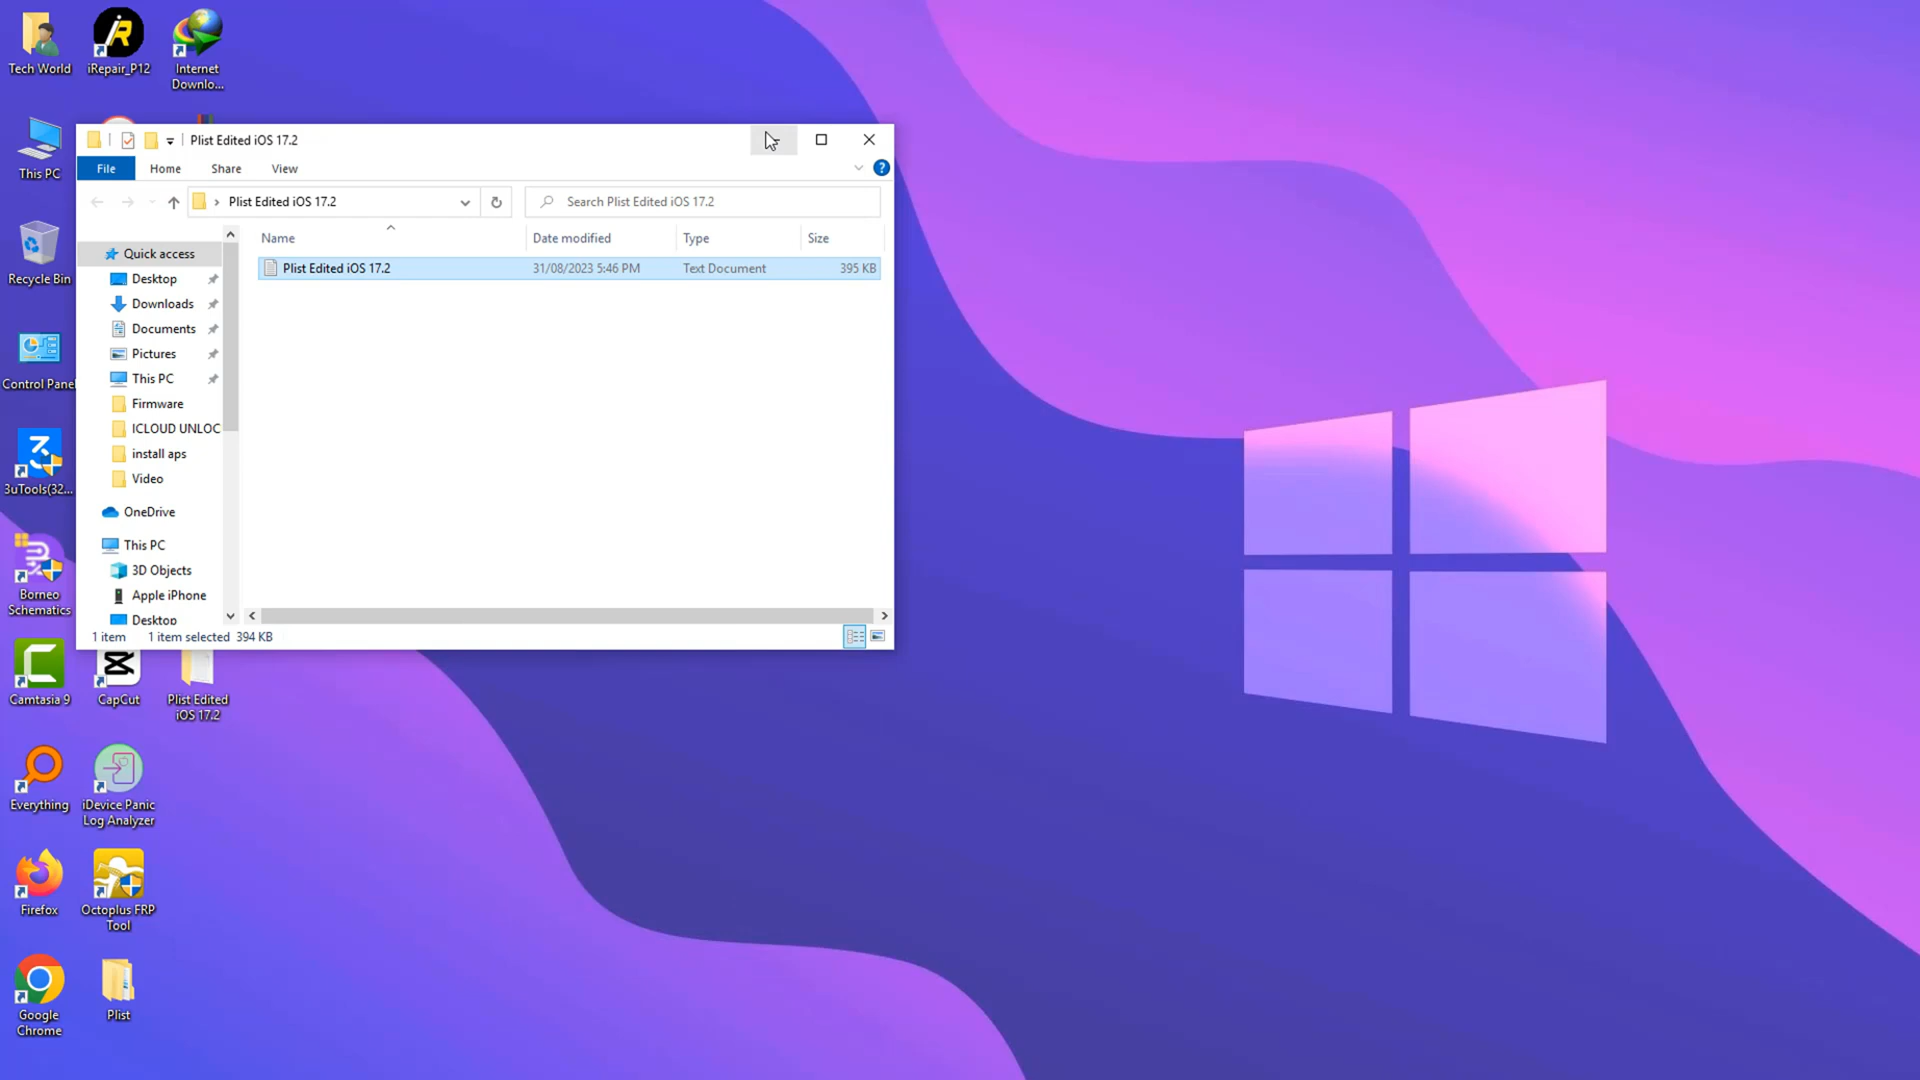 Tech World
iRepair_P12
Internet
Downlo...
This PC
Recycle Bin
Control Panel
3uTools(32...
Borneo
Schematics
Camtasia 9
CapCut
Plist Edited
iOS 17.2
Everything
iDevice Panic
Log Analyzer
Firefox
Octoplus FRP
Tool
Google
Chrome
Plist
Plist Edited iOS 17.2
File
Home
Share
View
Plist Edited iOS 17.2
Search Plist Edited iOS 17.2
Name
Date modified
Type
Size
Plist Edited iOS 17.2
31/08/2023 5:46 PM
Text Document
395 KB
Quick access
Desktop
Downloads
Documents
Pictures
This PC
Firmware
ICLOUD UNLOC
install aps
Video
OneDrive
This PC
3D Objects
Apple iPhone
Desktop
1 item
1 item selected 394 KB